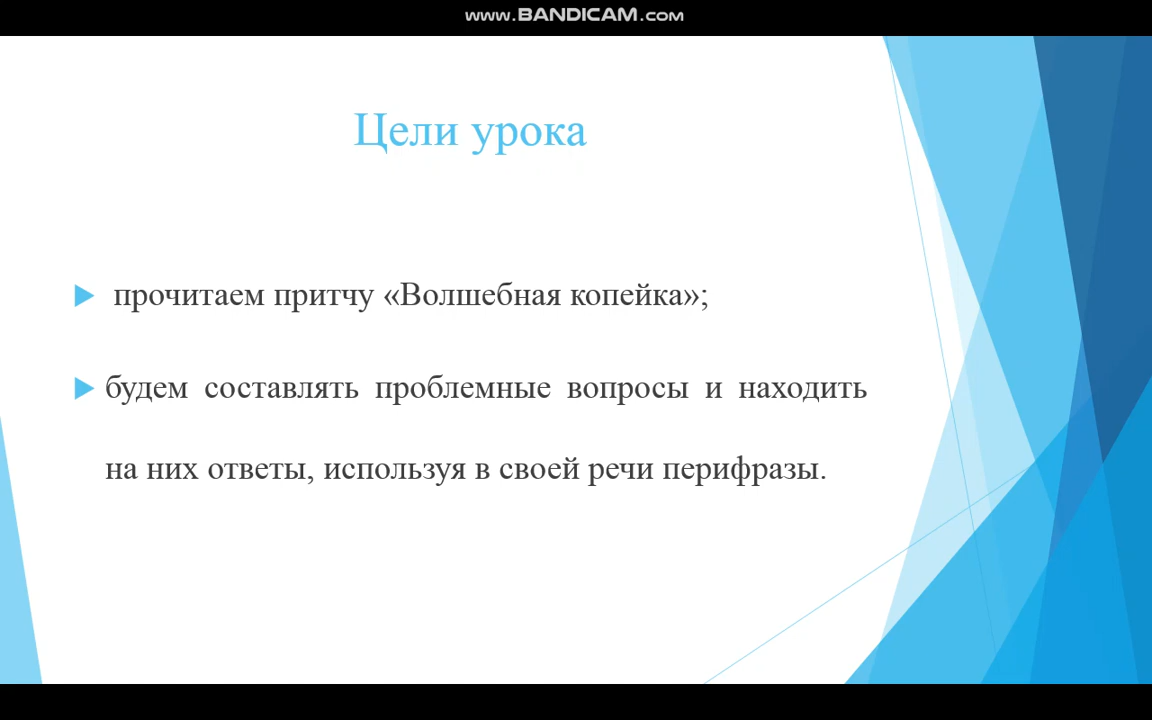 www.BANDICAM.com
Цели урока
прочитаем притчу «Волшебная копейка»;
будем составлять проблемные вопросы и находить
на них ответы, используя в своей речи перифразы.